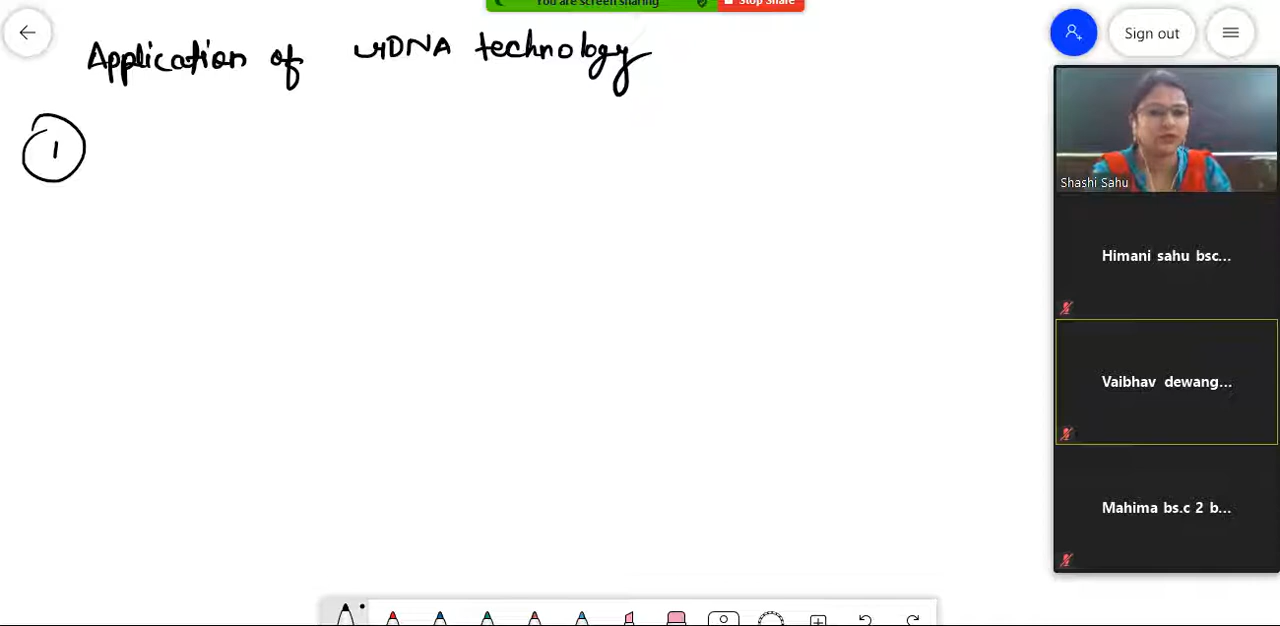 You are screen sharing Stop Share
Application of rDNA technology
Sign out
1
Shashi Sahu
Himani sahu bsc...
Vaibhav dewang...
Mahima bs.c 2 b...